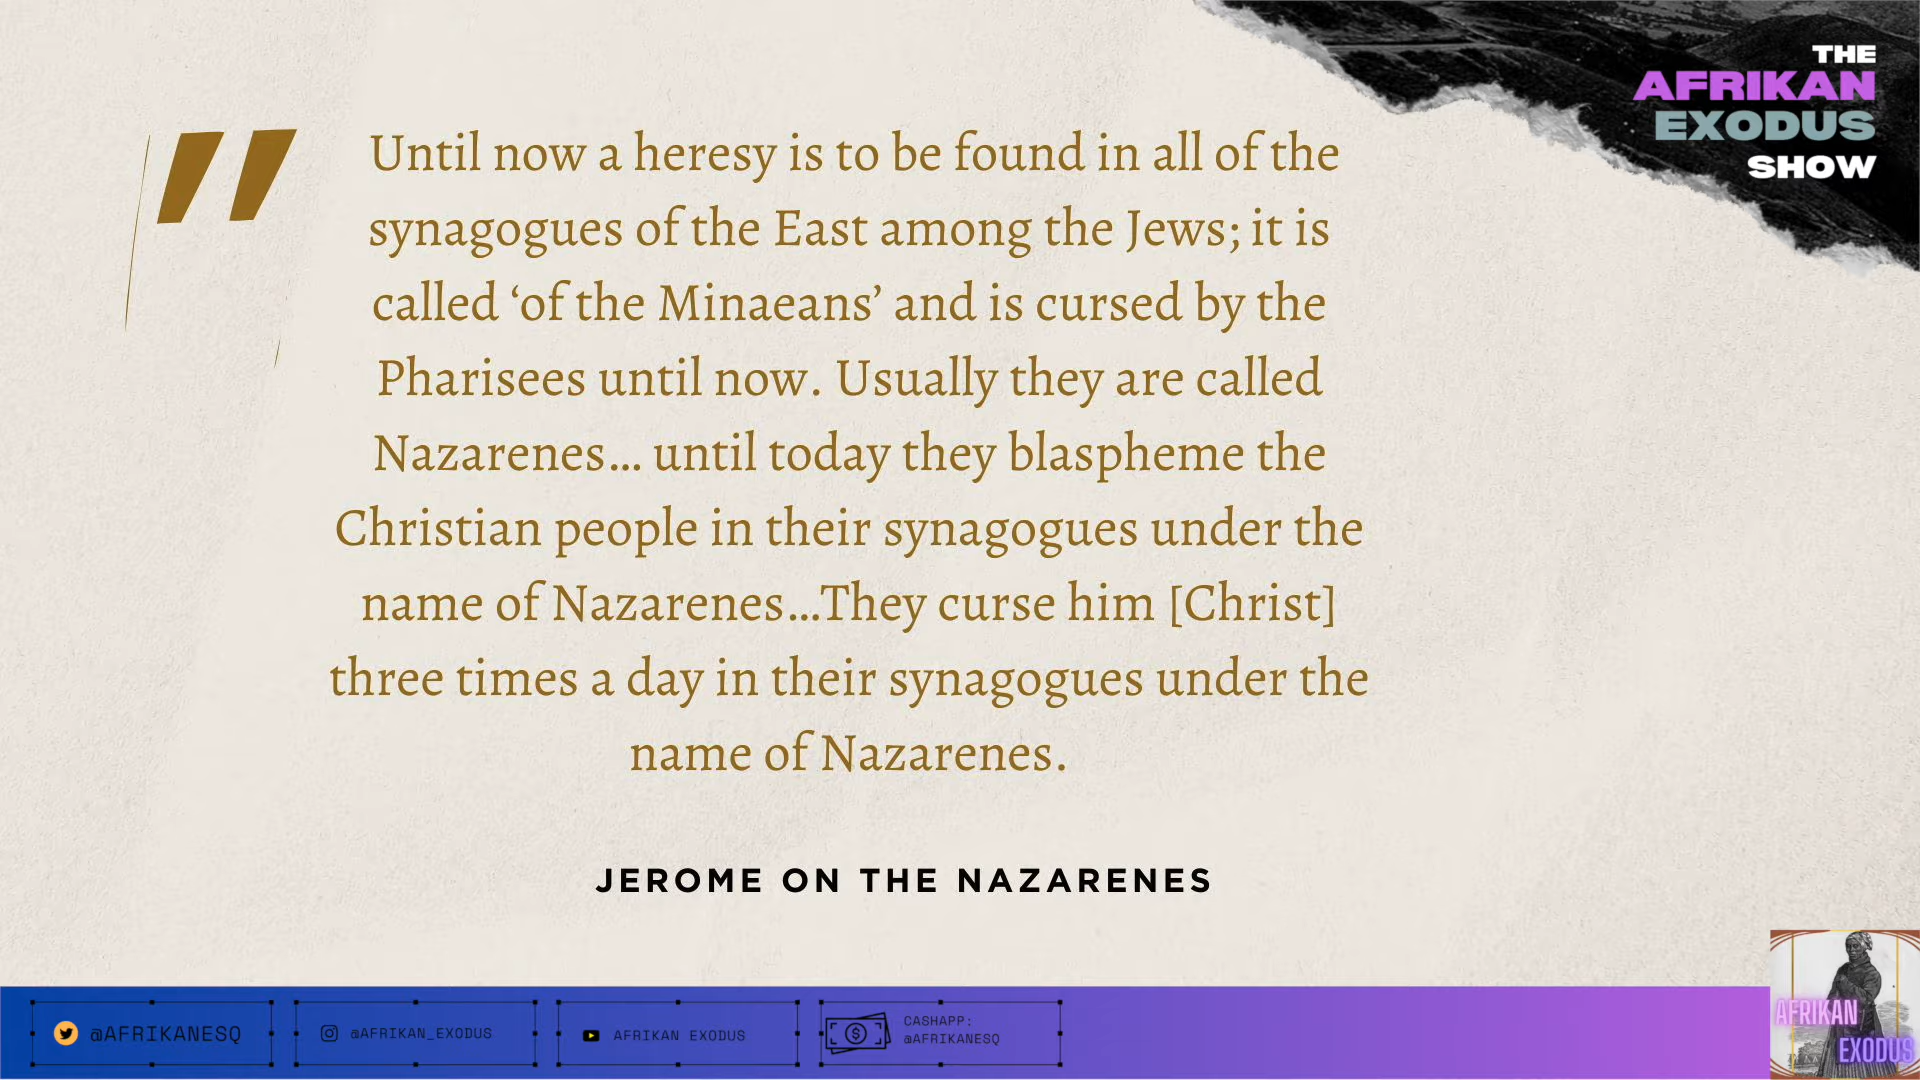 THE
AFRIKAN
EXODUS
SHOW
"
Until now a heresy is to be found in all of the
synagogues of the East among the Jews; it is
called ‘of the Minaeans’ and is cursed by the
Pharisees until now. Usually they are called
Nazarenes... until today they blaspheme the
Christian people in their synagogues under the
name of Nazarenes...They curse him [Christ]
three times a day in their synagogues under the
name of Nazarenes.
JEROME ON THE NAZARENES
@AFRIKANESQ
@AFRIKAN_EXODUS
AFRIKAN EXODUS
CASHAPP:
@AFRIKANESQ
AFRIKAN
EXODUS